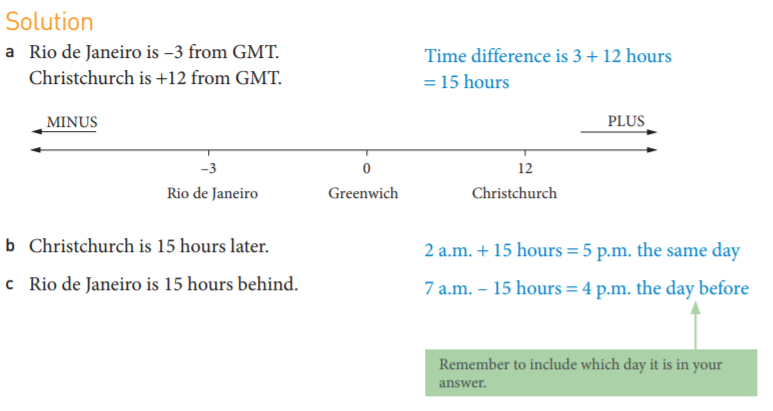 Solution
a Rio de Janeiro is –3 from GMT. Time difference is 3 + 12 hours
Christchurch is +12 from GMT. = 15 hours
MINUS PLUS
–3 0 12
Rio de Janeiro Greenwich Christchurch
b Christchurch is 15 hours later. 2 a.m. + 15 hours = 5 p.m. the same day
c Rio de Janeiro is 15 hours behind. 7 a.m. – 15 hours = 4 p.m. the day before
Remember to include which day it is in your
answer.